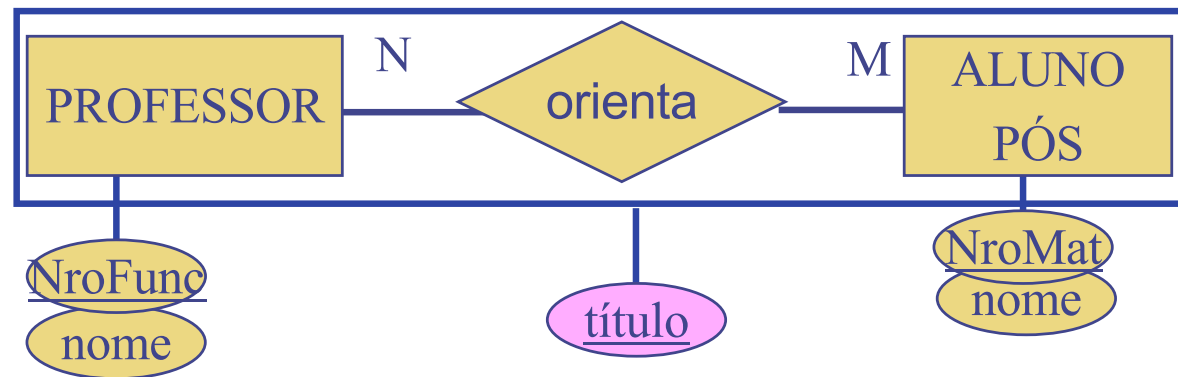 PROFESSOR
N
orienta
M
ALUNO
PÓS
NroFunc
nome
título
NroMat
nome